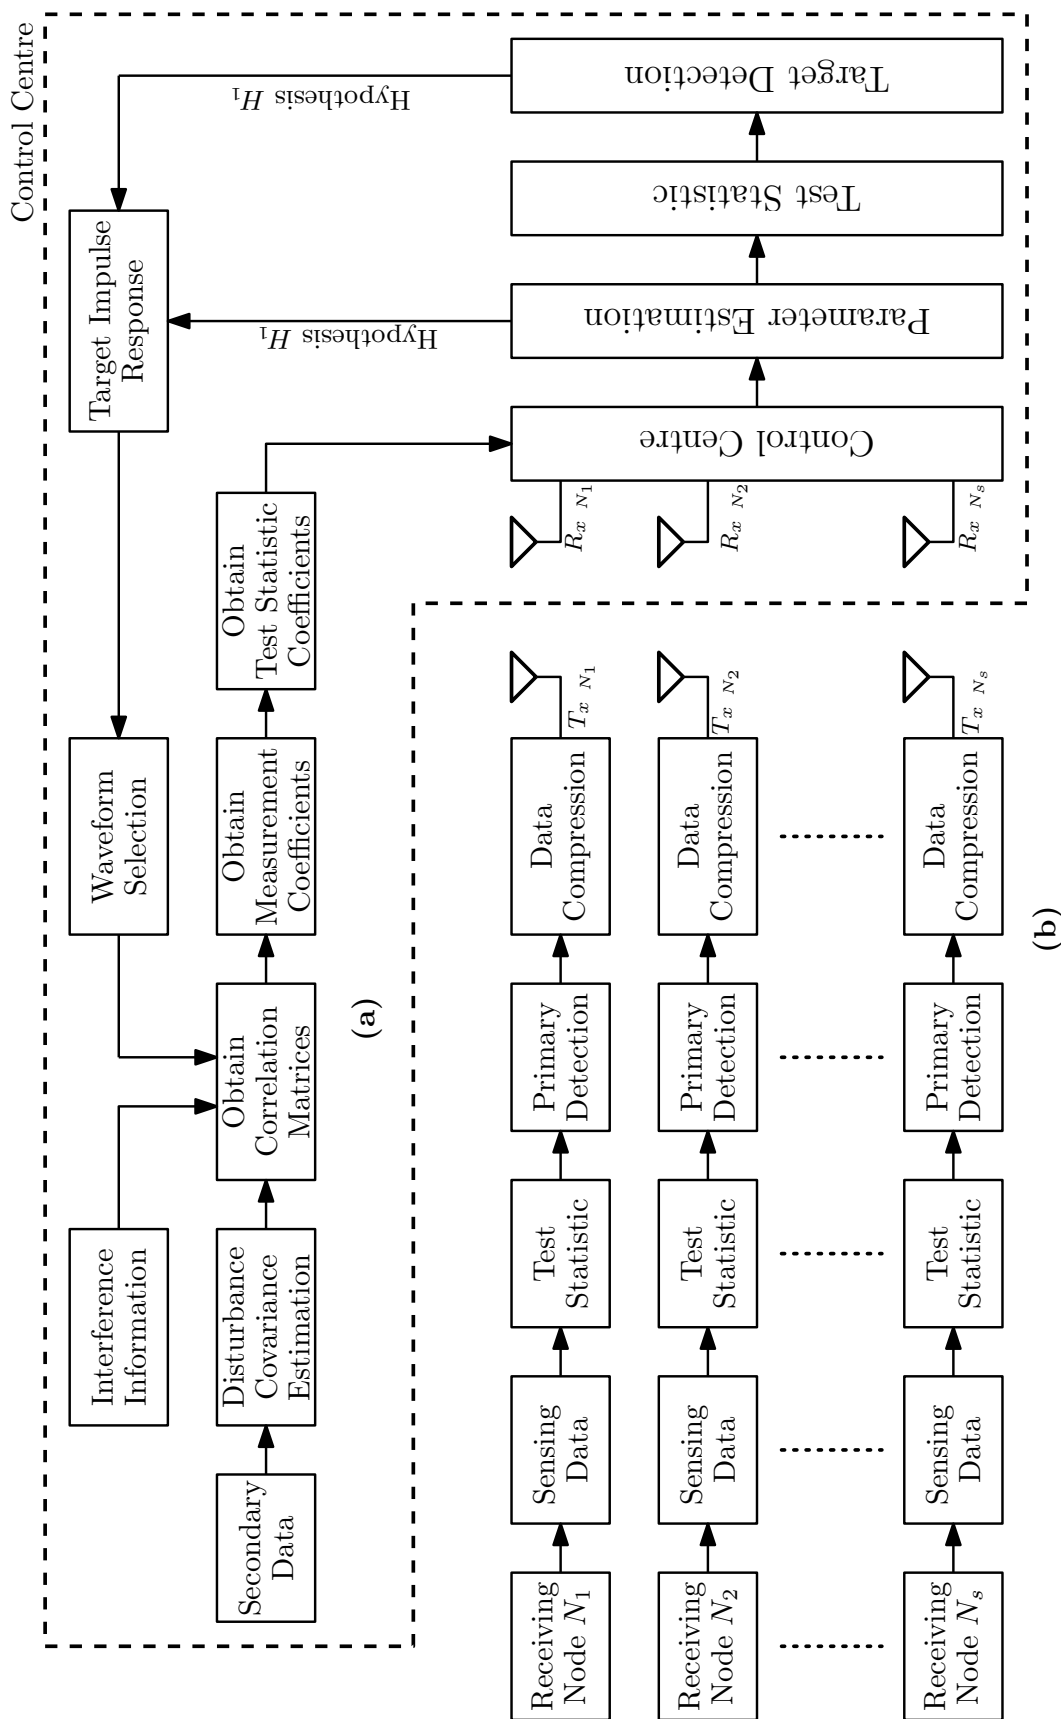 Control Centre
Interference
Information
Waveform
Selection
Target Impulse
Response
Secondary
Data
Disturbance
Covariance
Estimation
Obtain
Correlation
Matrices
Obtain
Measurement
Coefficients
Obtain
Test Statistic
Coefficients
Hypothesis H₁
Hypothesis H₁
Control Centre
Parameter Estimation
Test Statistic
Target Detection
(a)
Receiving
Node N₁
Sensing
Data
Test
Statistic
Primary
Detection
Data
Compression
Tₓ N₁
Rₓ N₁
Receiving
Node N₂
Sensing
Data
Test
Statistic
Primary
Detection
Data
Compression
Tₓ N₂
Rₓ N₂
Receiving
Node Nₛ
Sensing
Data
Test
Statistic
Primary
Detection
Data
Compression
Tₓ Nₛ
Rₓ Nₛ
(b)